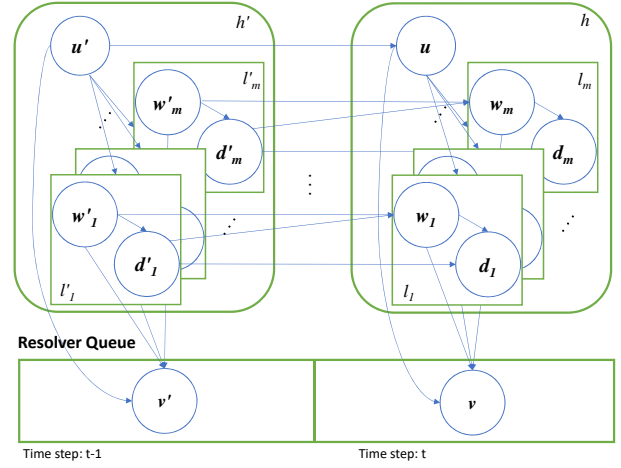 h'
h
u'
u
l'm
lm
w'm
wm
d'm
dm
w'1
w1
d'1
d1
l'1
l1
Resolver Queue
v'
v
Time step: t-1
Time step: t